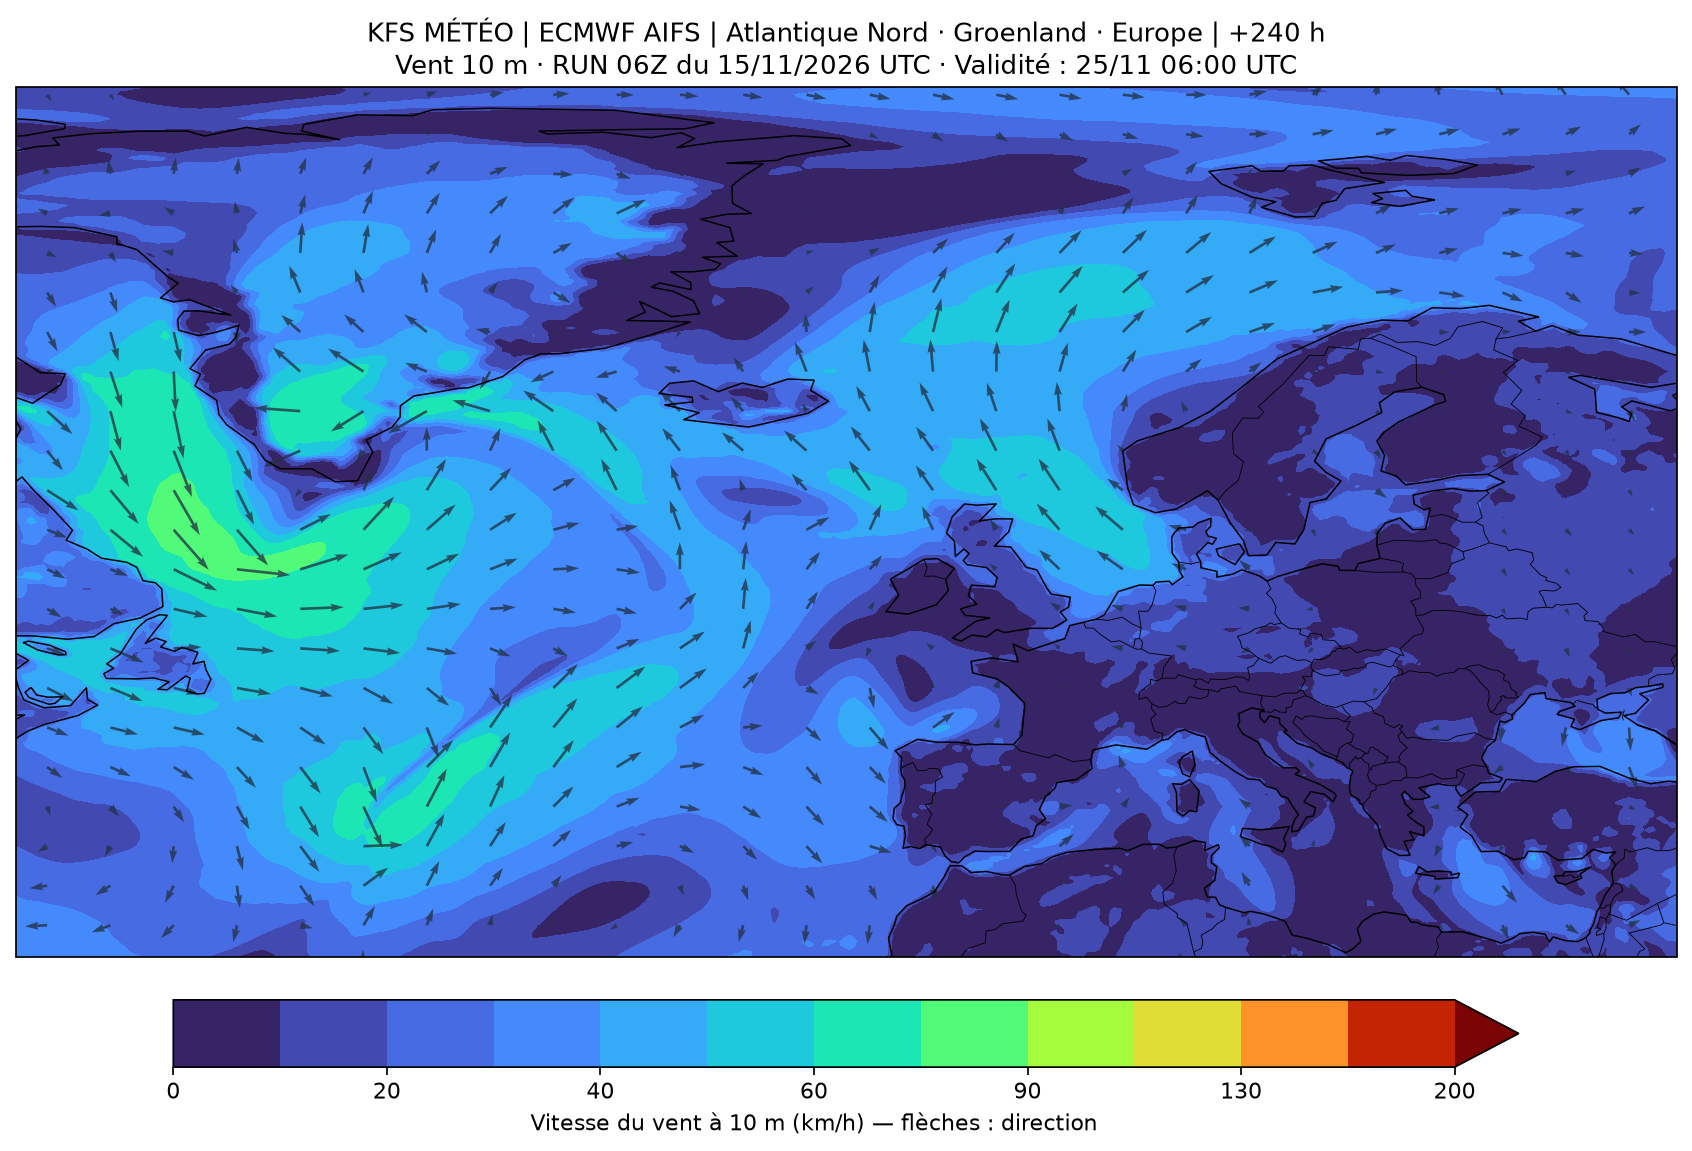 KFS MÉTÉO | ECMWF AIFS | Atlantique Nord · Groenland · Europe | +240 h
Vent 10 m · RUN 06Z du 15/11/2026 UTC · Validité : 25/11 06:00 UTC
0 20 40 60 90 130 200
Vitesse du vent à 10 m (km/h) — flèches : direction